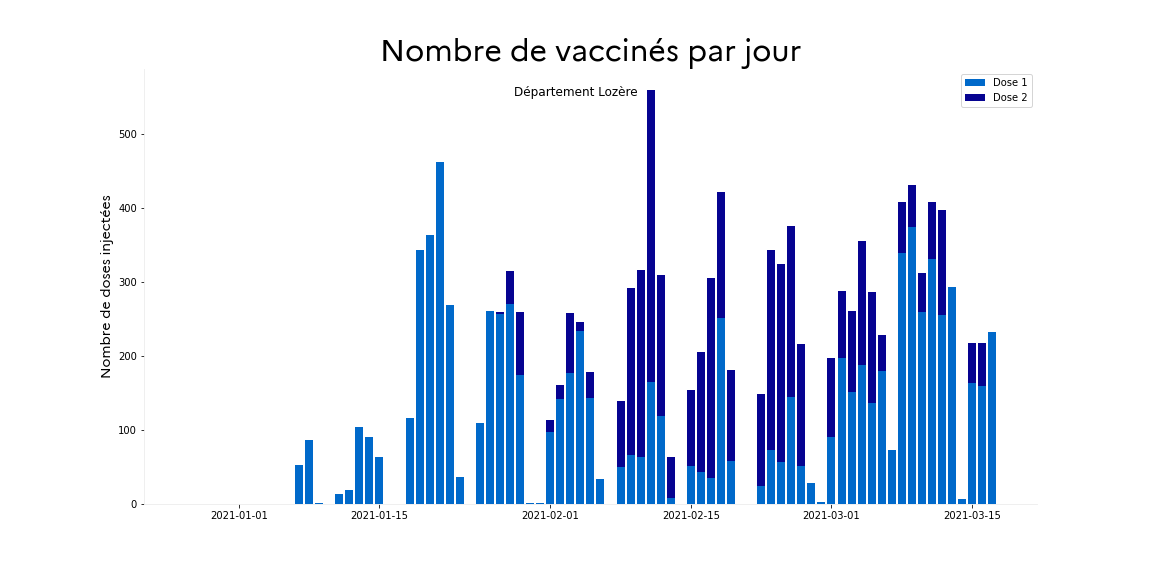 Nombre de vaccinés par jour
Département Lozère
Dose 1
Dose 2
Nombre de doses injectées
500
400
300
200
100
0
2021-01-01
2021-01-15
2021-02-01
2021-02-15
2021-03-01
2021-03-15